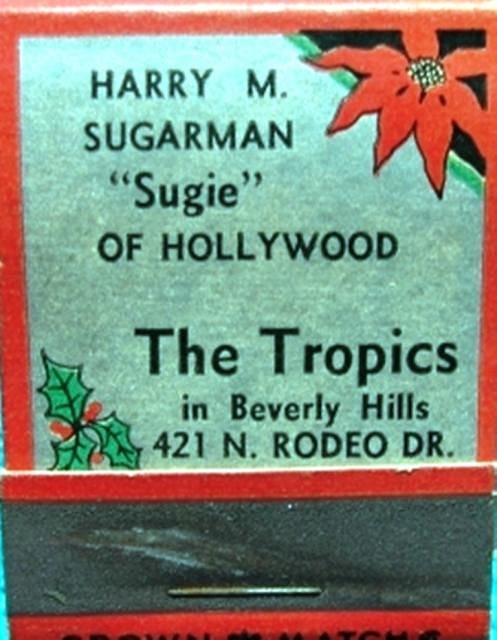 HARRY M.
SUGARMAN
“Sugie”
OF HOLLYWOOD
The Tropics
in Beverly Hills
421 N. RODEO DR.